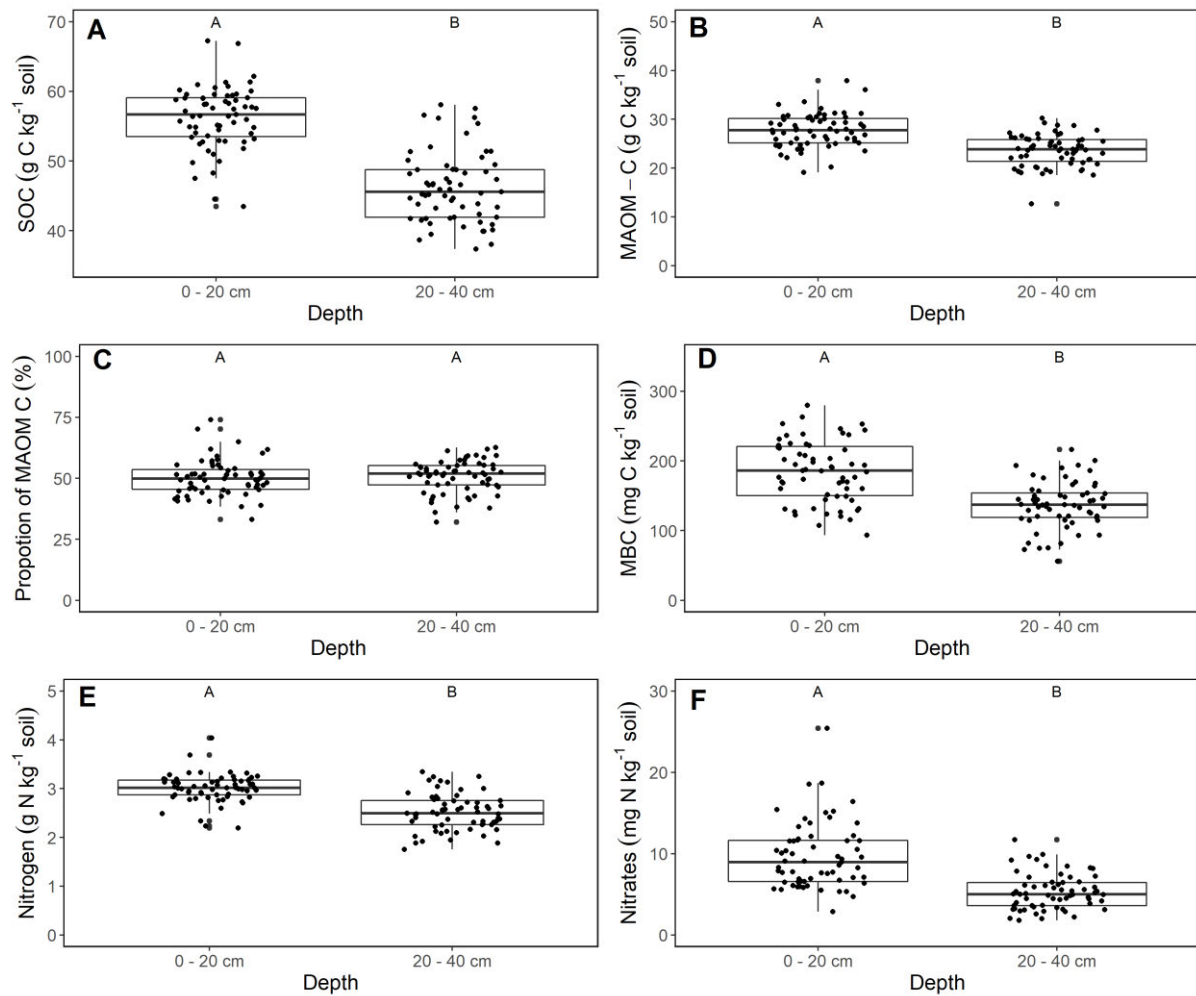 A
A
B
70
60
50
40
SOC (g C kg⁻¹ soil)
0 - 20 cm
20 - 40 cm
Depth
B
A
B
50
40
30
20
10
0
MAOM – C (g C kg⁻¹ soil)
0 - 20 cm
20 - 40 cm
Depth
C
A
A
100
75
50
25
0
Propotion of MAOM C (%)
0 - 20 cm
20 - 40 cm
Depth
D
A
B
300
200
100
0
MBC (mg C kg⁻¹ soil)
0 - 20 cm
20 - 40 cm
Depth
E
A
B
5
4
3
2
1
0
Nitrogen (g N kg⁻¹ soil)
0 - 20 cm
20 - 40 cm
Depth
F
A
B
30
20
10
0
Nitrates (mg N kg⁻¹ soil)
0 - 20 cm
20 - 40 cm
Depth